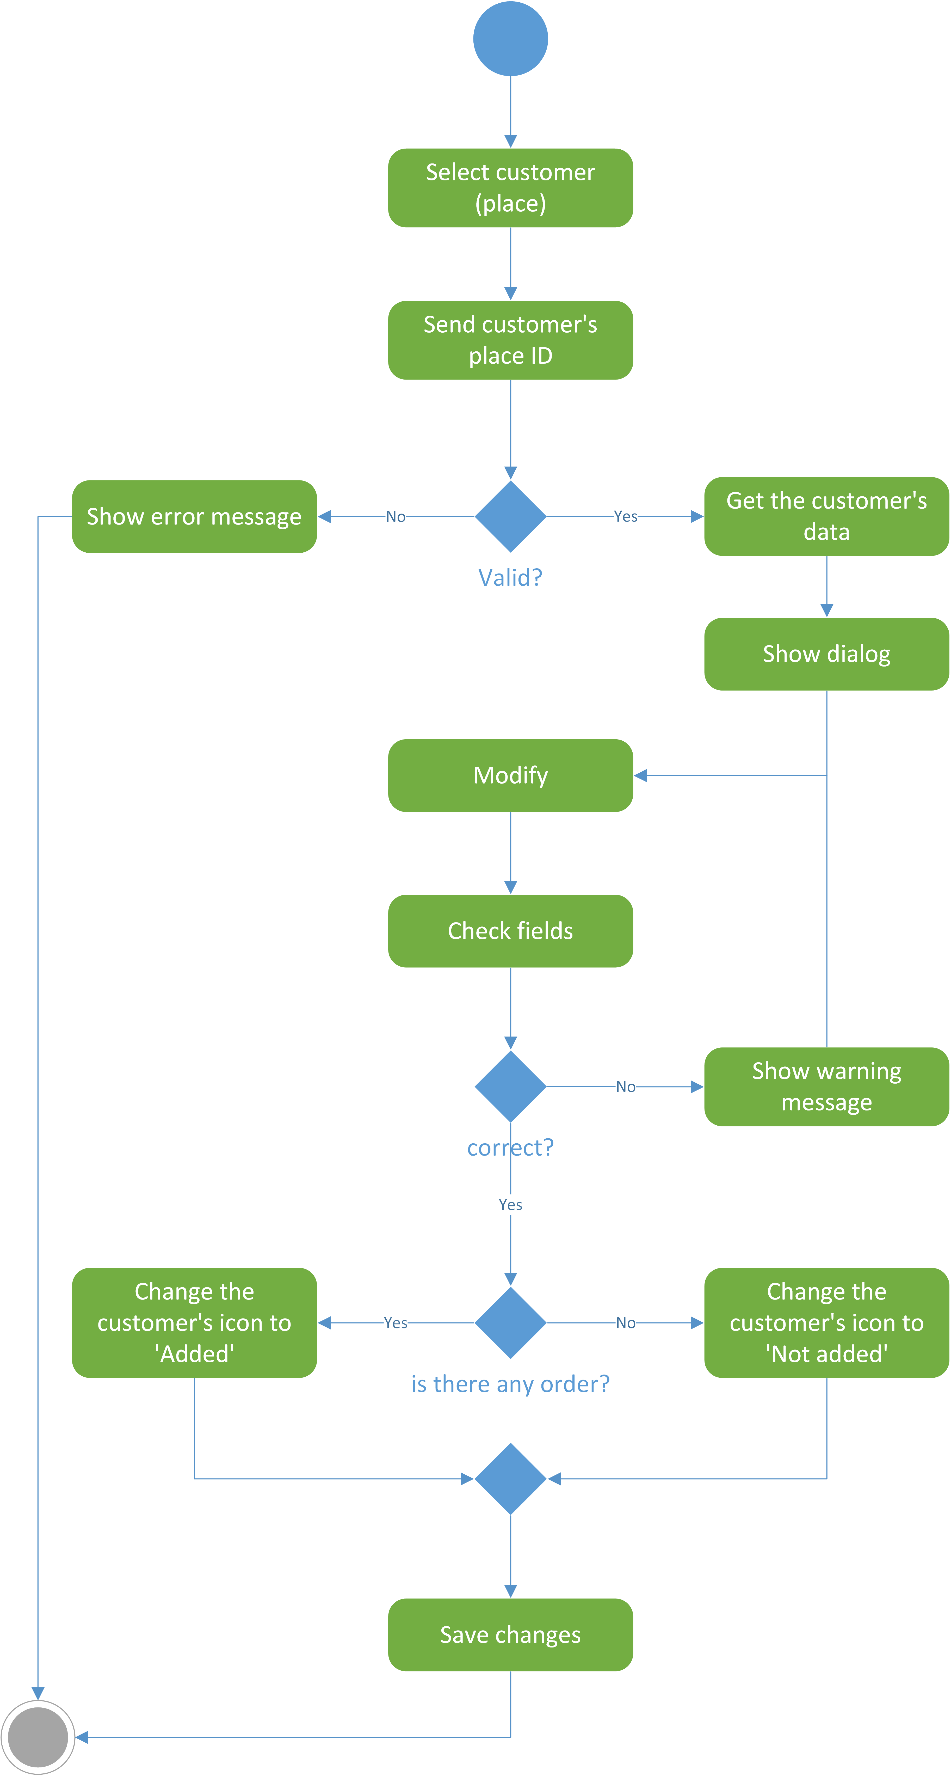 Select customer
(place)
Send customer's
place ID
Show error message
No
Yes
Get the customer's
data
Valid?
Show dialog
Modify
Check fields
No
Show warning
message
correct?
Yes
Change the
customer's icon to
'Added'
Yes
No
Change the
customer's icon to
'Not added'
is there any order?
Save changes